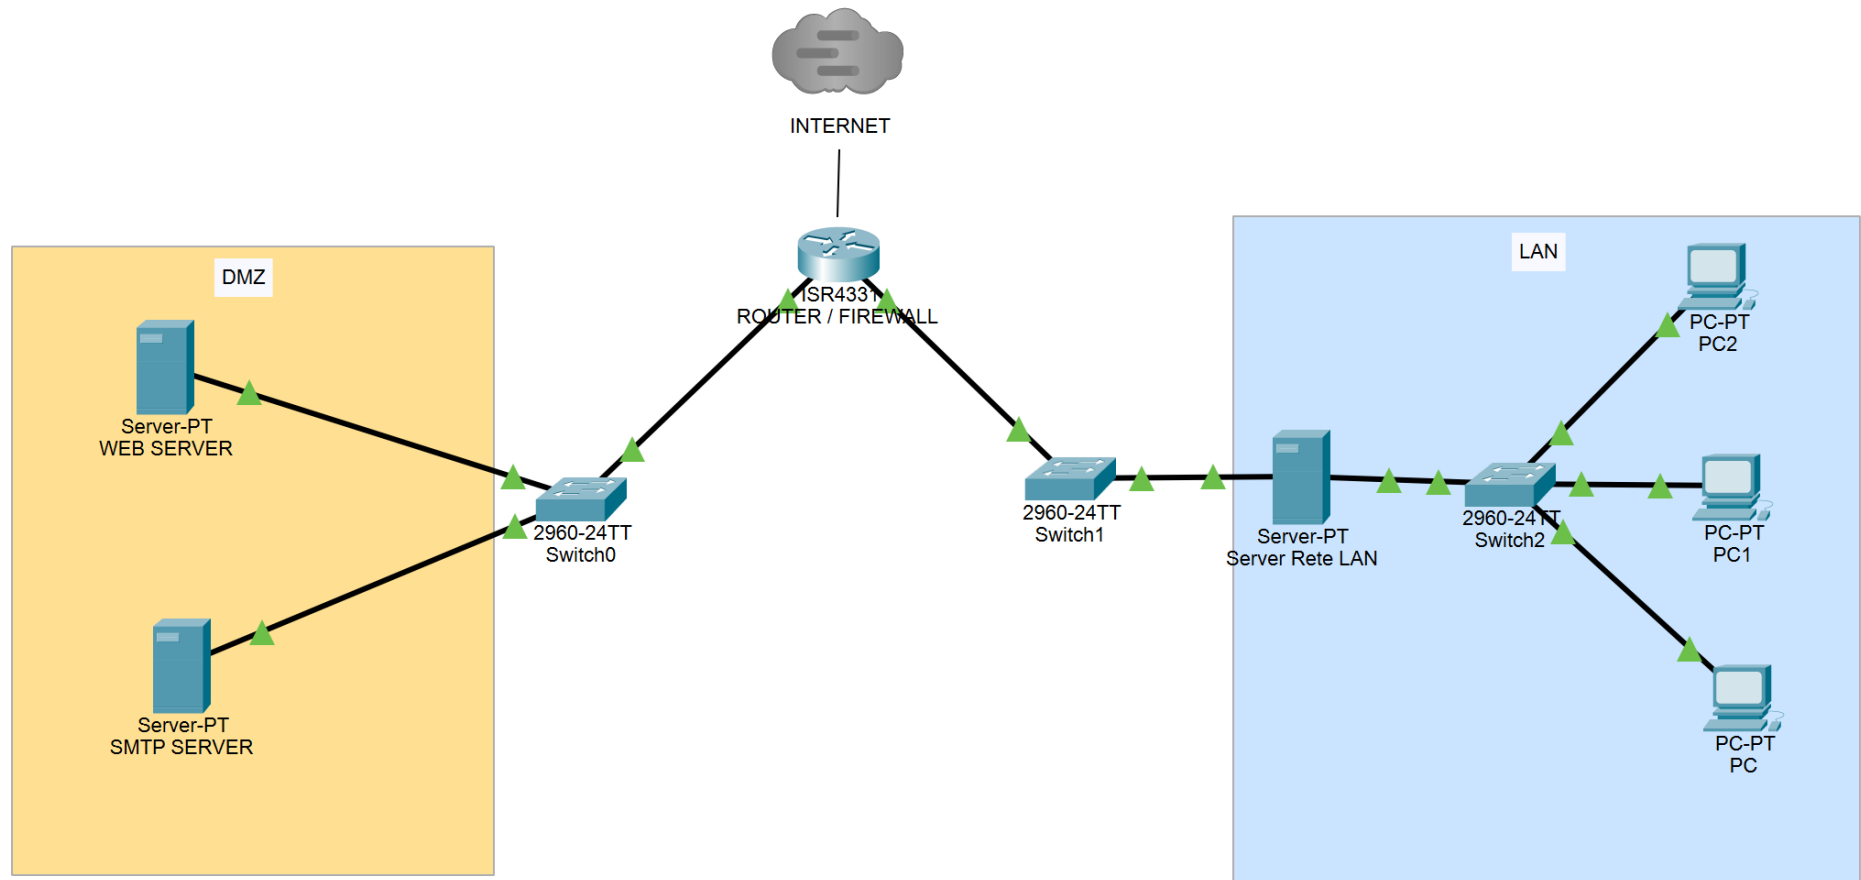 INTERNET
ISR4331
ROUTER / FIREWALL
DMZ
Server-PT
WEB SERVER
Server-PT
SMTP SERVER
2960-24TT
Switch0
2960-24TT
Switch1
LAN
Server-PT
Server Rete LAN
2960-24TT
Switch2
PC-PT
PC2
PC-PT
PC1
PC-PT
PC